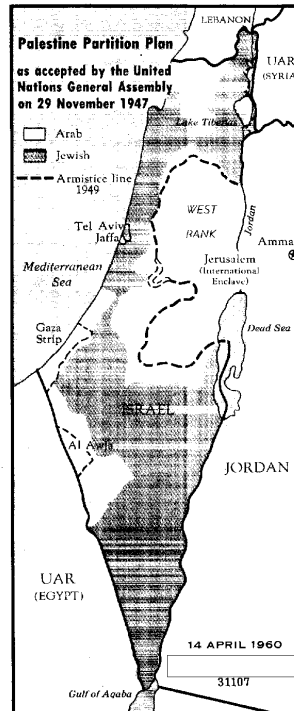 Palestine Partition Plan
as accepted by the United
Nations General Assembly
on 29 November 1947
Arab
Jewish
Armistice line
1949
LEBANON
UAR
(SYRIA
Lake Tiberias
WEST
BANK
Jordan
Tel Aviv
Jaffa
Jerusalem
(International
Enclave)
Amma
Mediterranean
Sea
Dead Sea
Gaza
Strip
ISRAEL
Al Awja
JORDAN
UAR
(EGYPT)
14 APRIL 1960
31107
Gulf of Aqaba